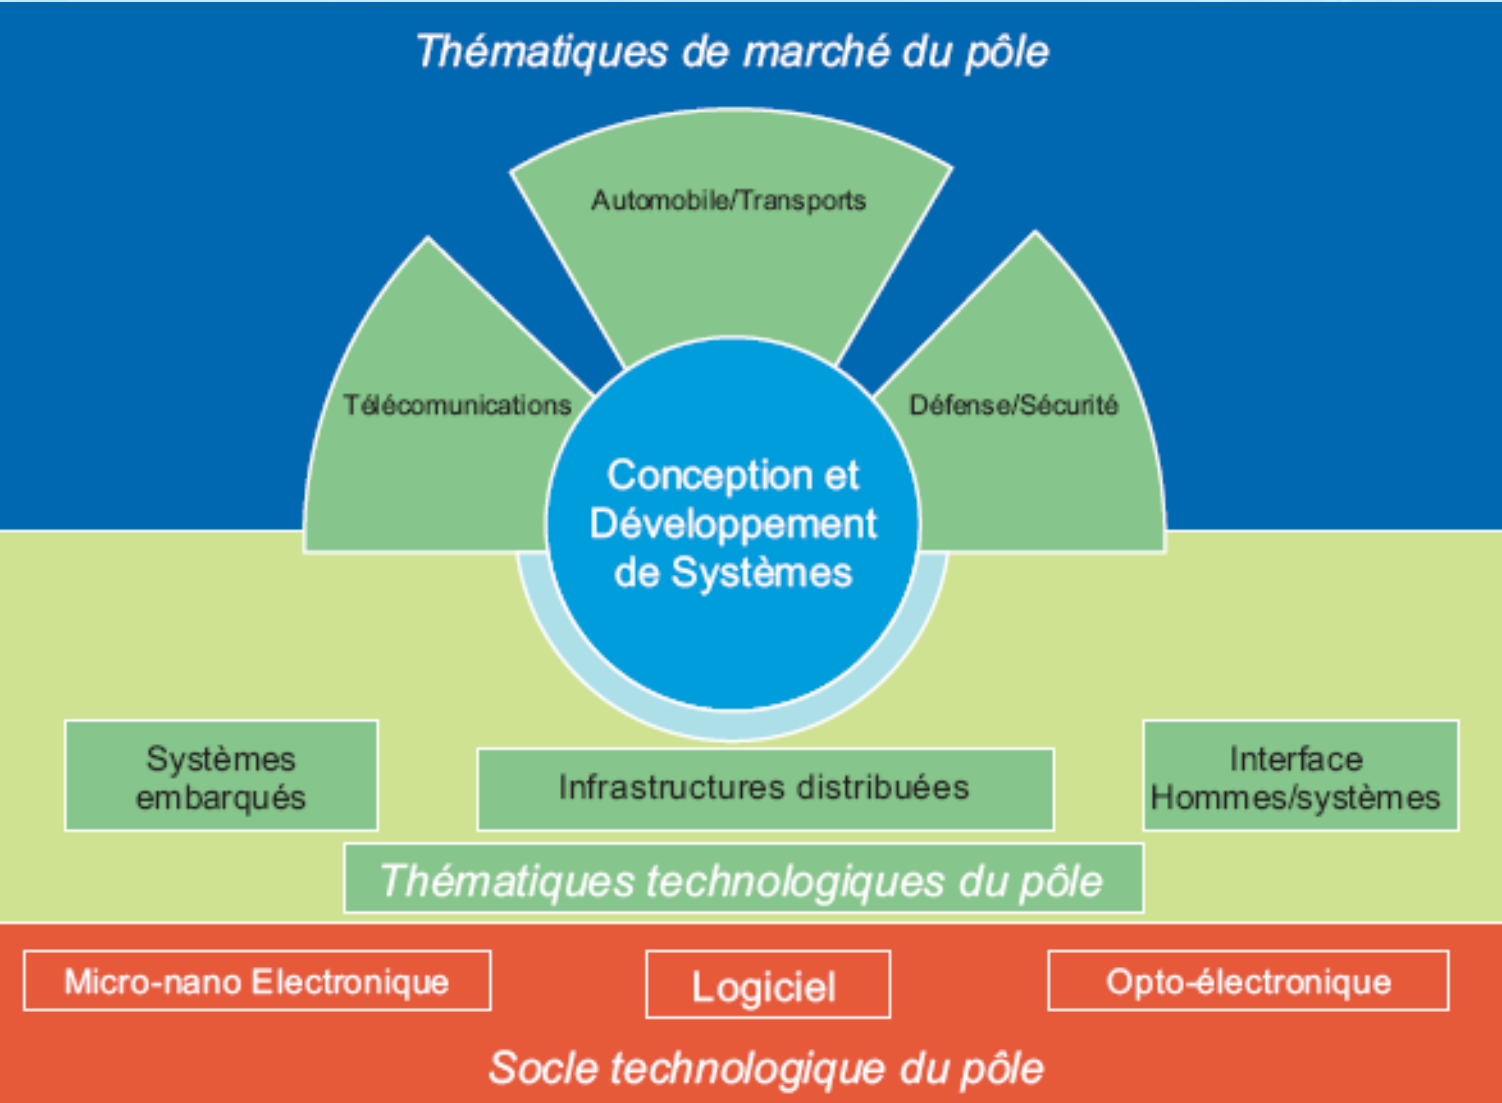 Thématiques de marché du pôle
Automobile/Transports
Télécomunications
Défense/Sécurité
Conception et
Développement
de Systèmes
Systèmes
embarqués
Infrastructures distribuées
Interface
Hommes/systèmes
Thématiques technologiques du pôle
Micro-nano Electronique
Logiciel
Opto-électronique
Socle technologique du pôle